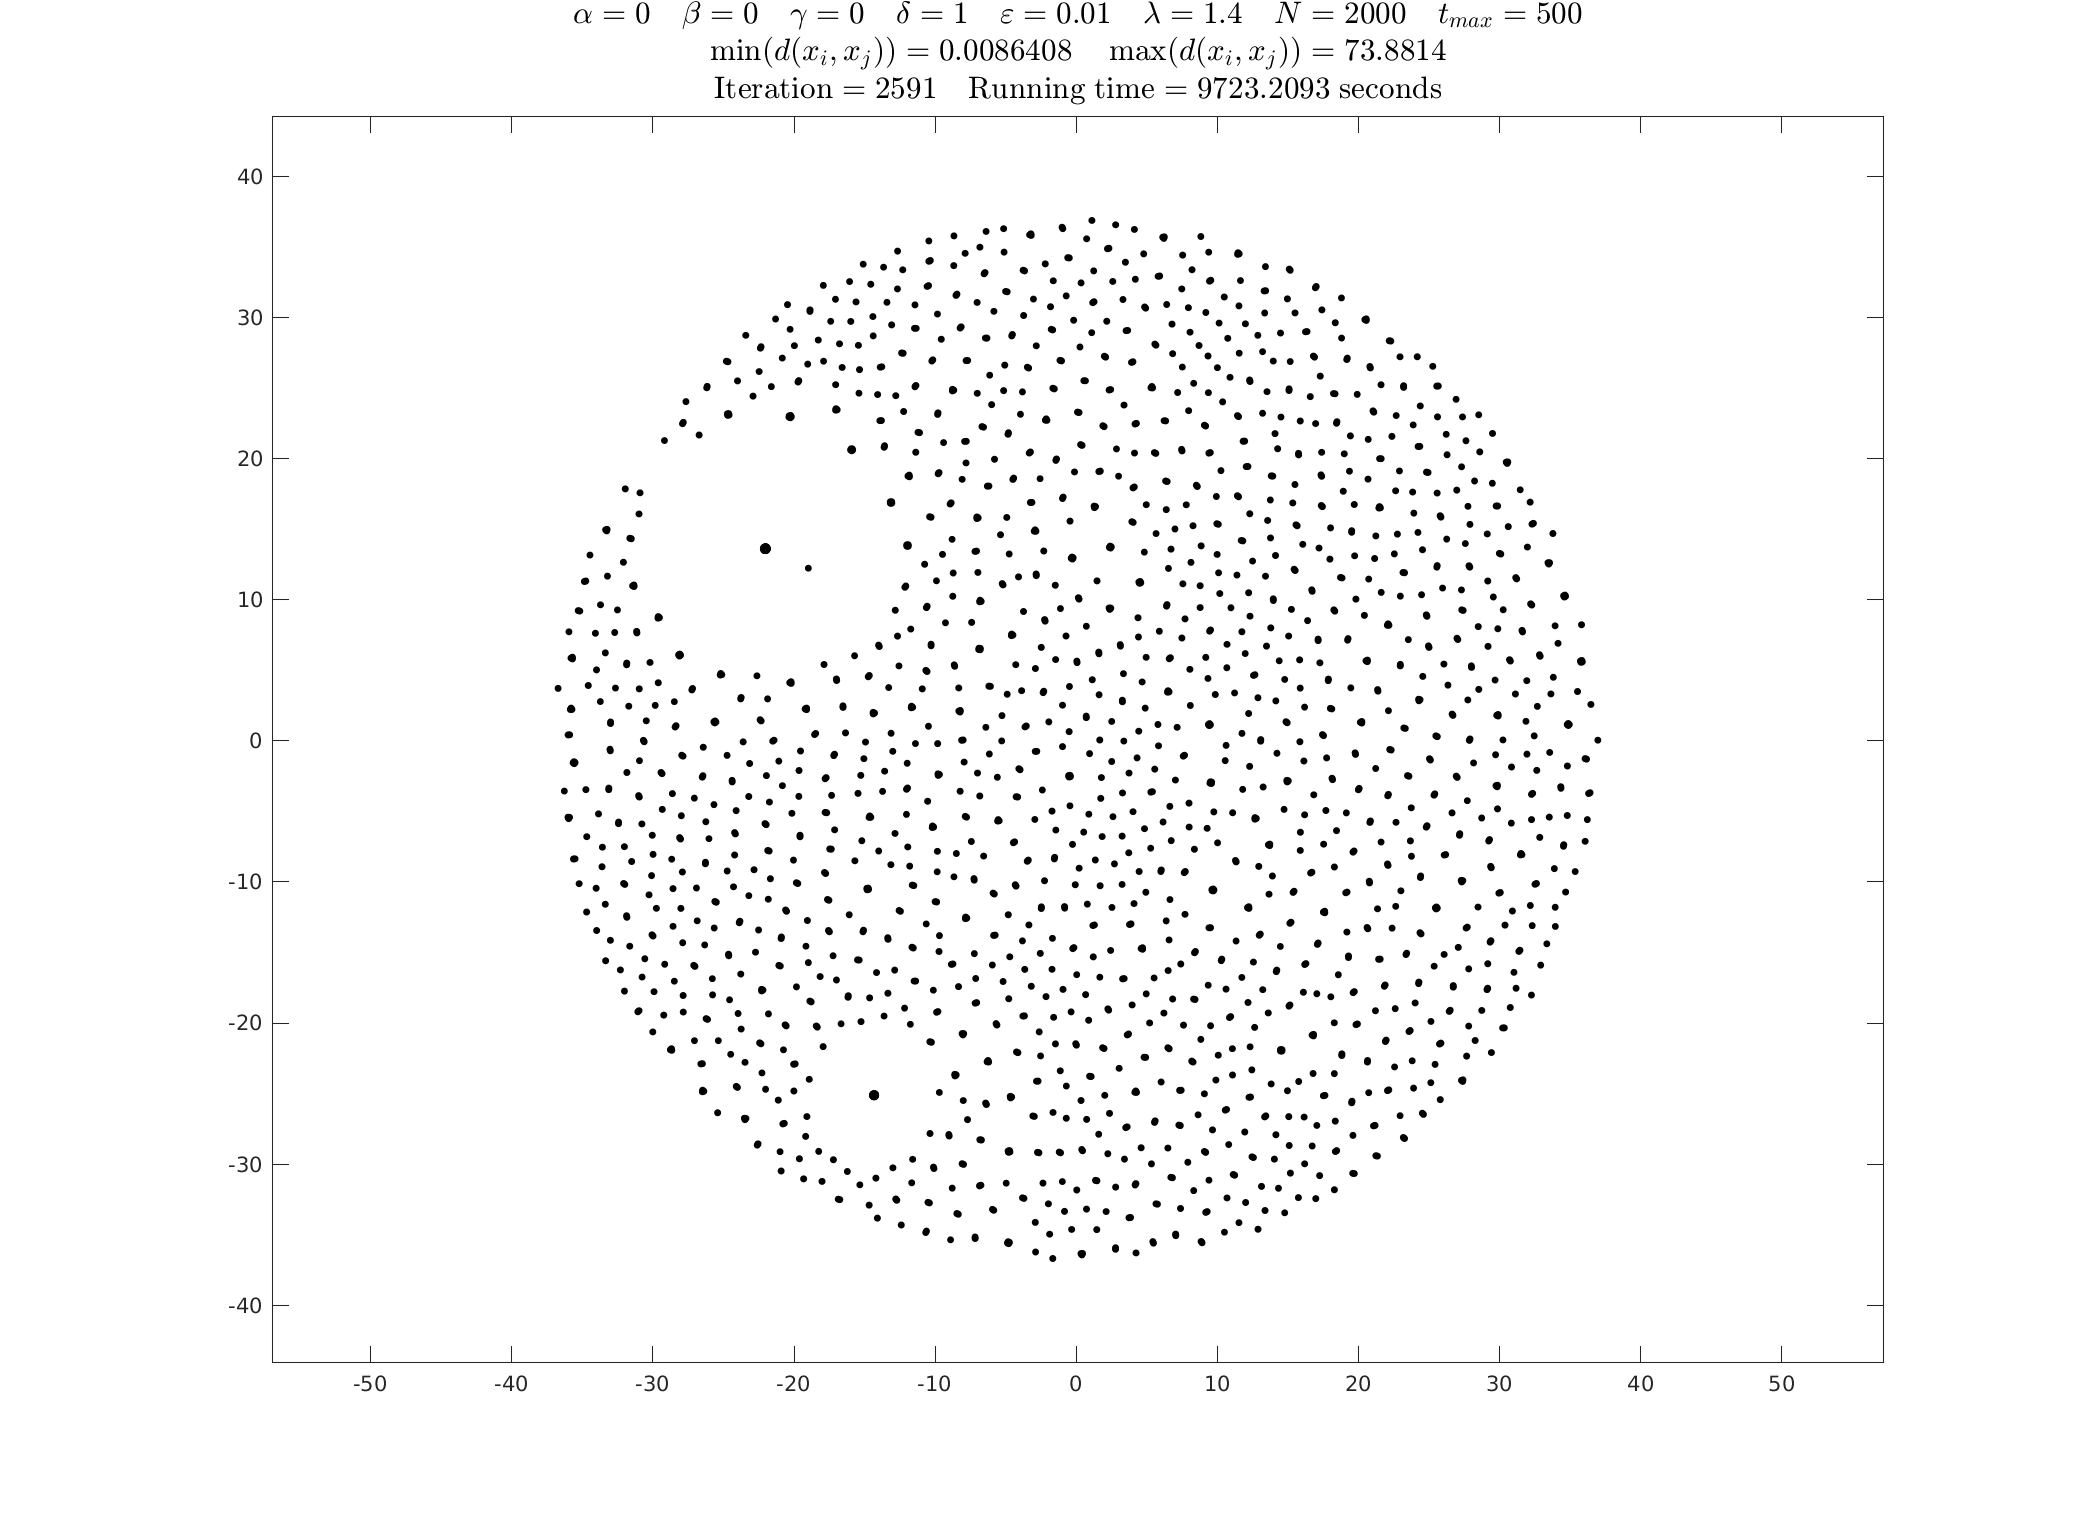 α = 0 β = 0 γ = 0 δ = 1 ε = 0.01 λ = 1.4 N = 2000 t_{max} = 500
min(d(x_i, x_j)) = 0.0086408 max(d(x_i, x_j)) = 73.8814
Iteration = 2591 Running time = 9723.2093 seconds
40
30
20
10
0
-10
-20
-30
-40
-50 -40 -30 -20 -10 0 10 20 30 40 50